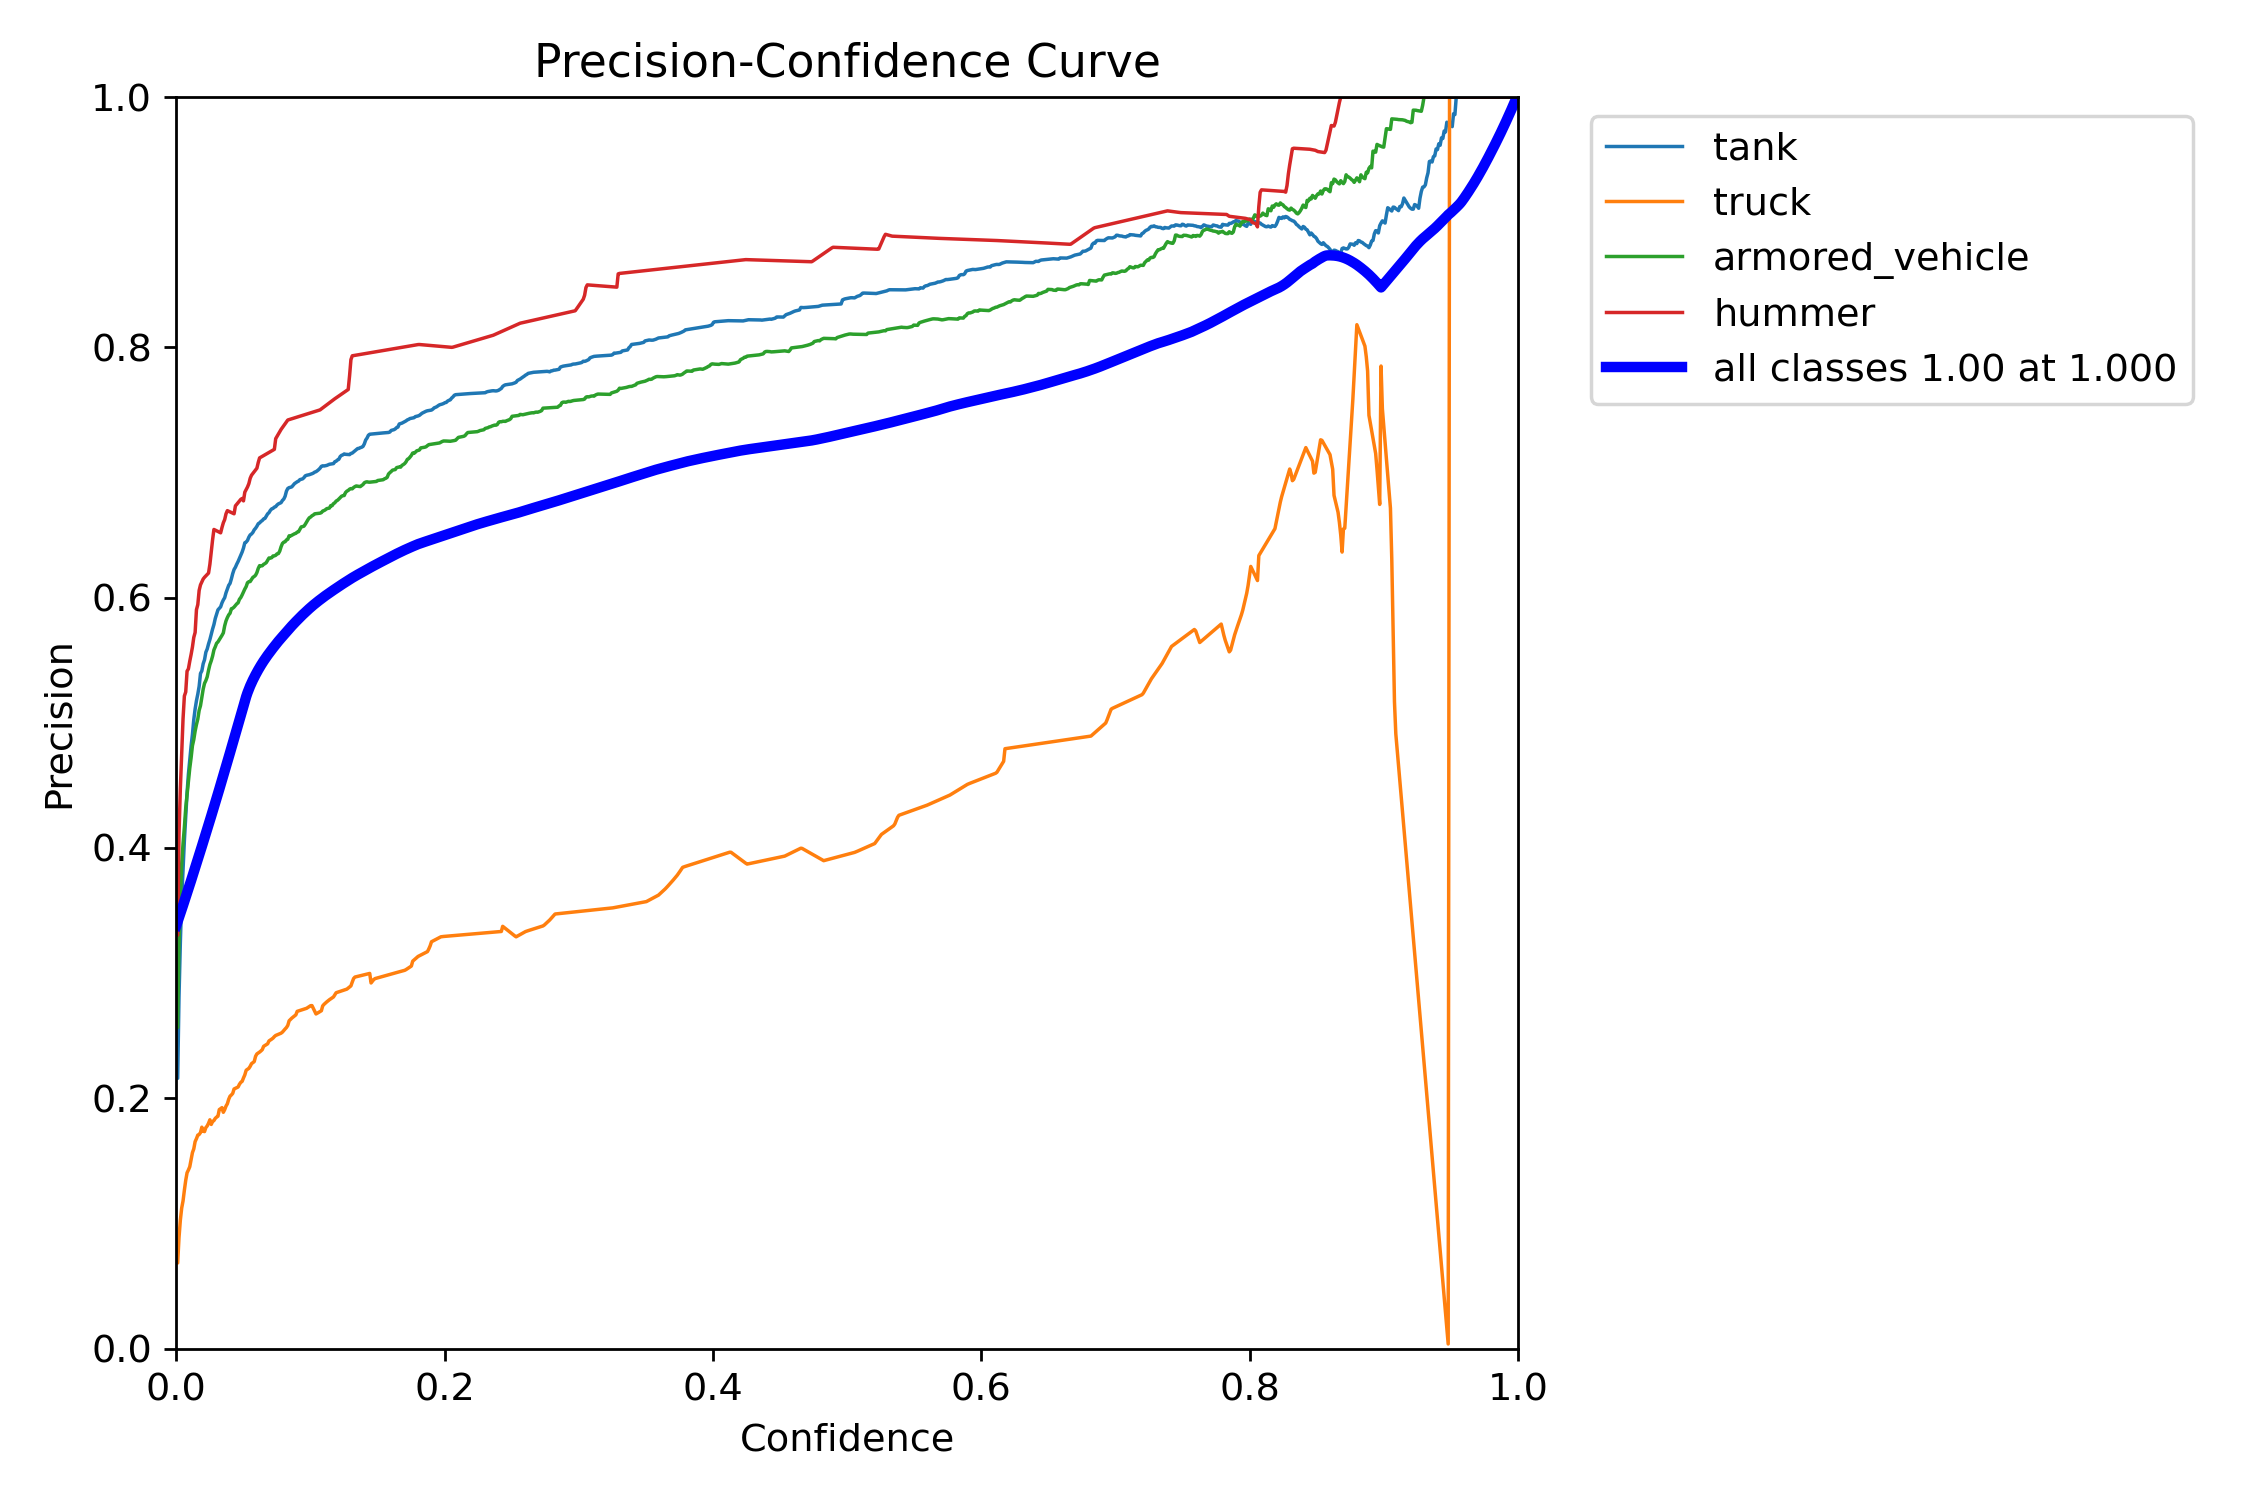 Precision-Confidence Curve
1.0
0.8
0.6
0.4
0.2
0.0
Precision
0.0 0.2 0.4 0.6 0.8 1.0
Confidence
tank
truck
armored_vehicle
hummer
all classes 1.00 at 1.000